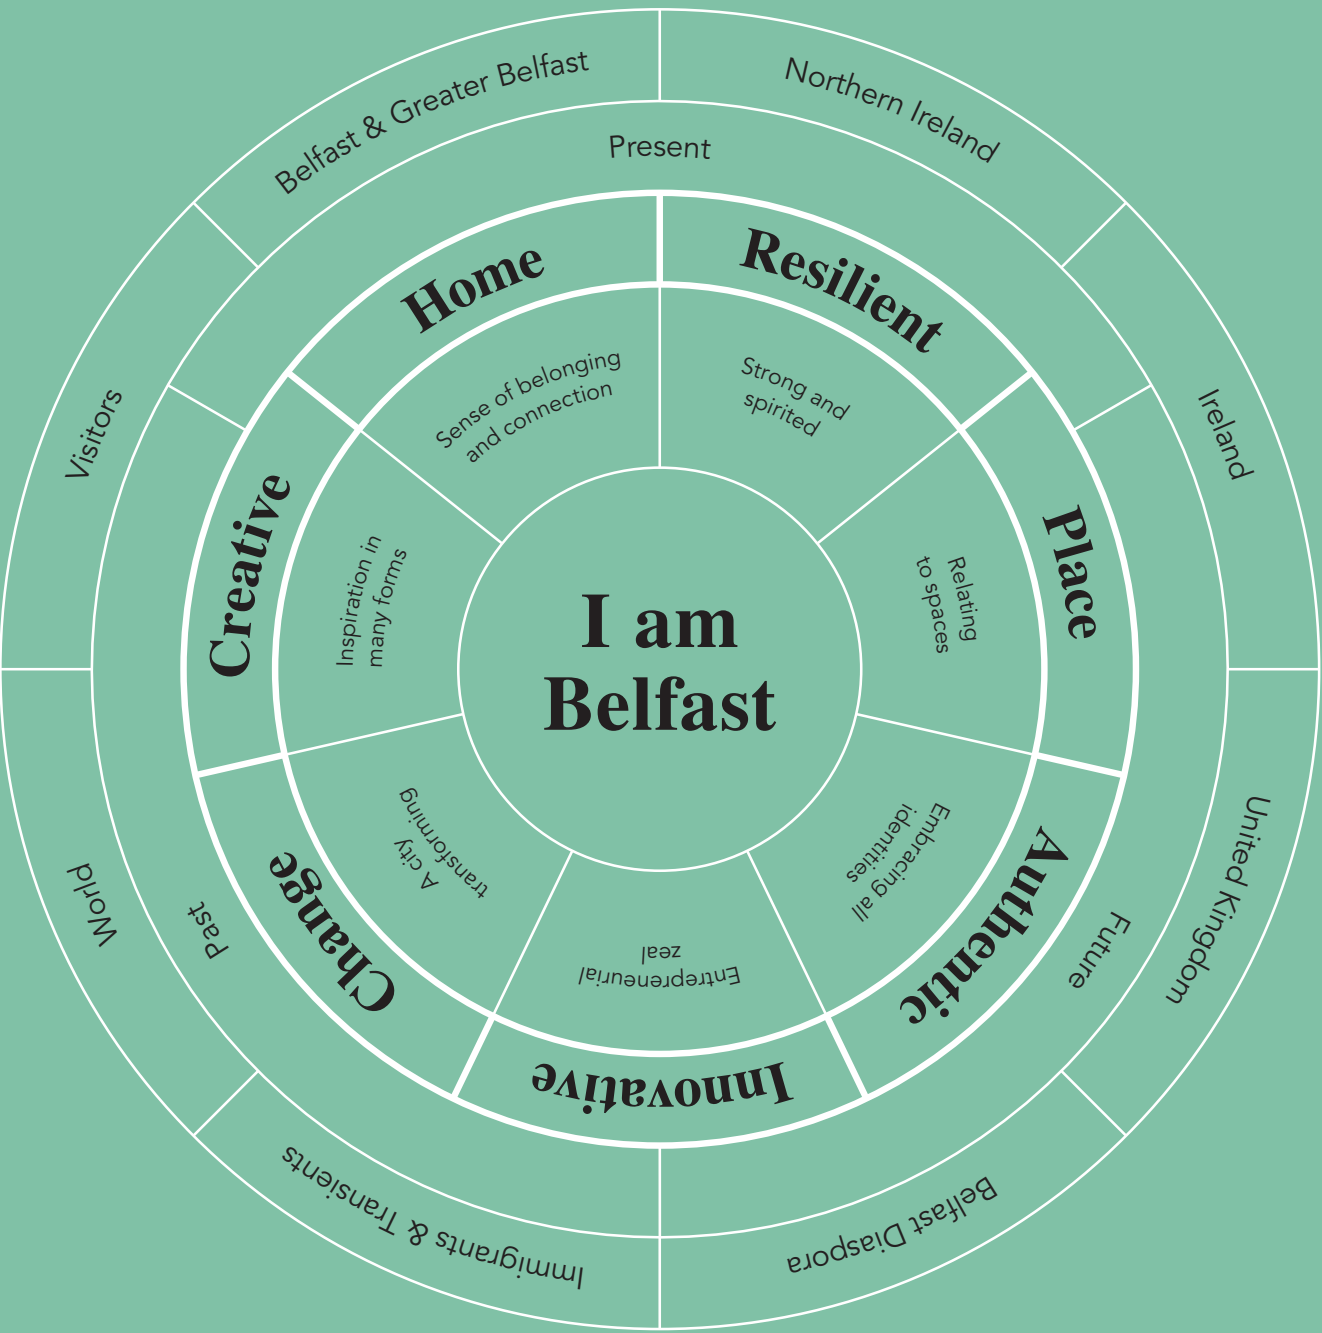 Belfast & Greater Belfast
Northern Ireland
Ireland
United Kingdom
Belfast Diaspora
Immigrants & Transients
World
Visitors
Present
Future
Past
Home
Resilient
Place
Authentic
Innovative
Change
Creative
Sense of belonging
and connection
Strong and
spirited
Relating
to spaces
Embracing all
identities
Entrepreneurial
zeal
A city
transforming
Inspiration in
many forms
I am
Belfast